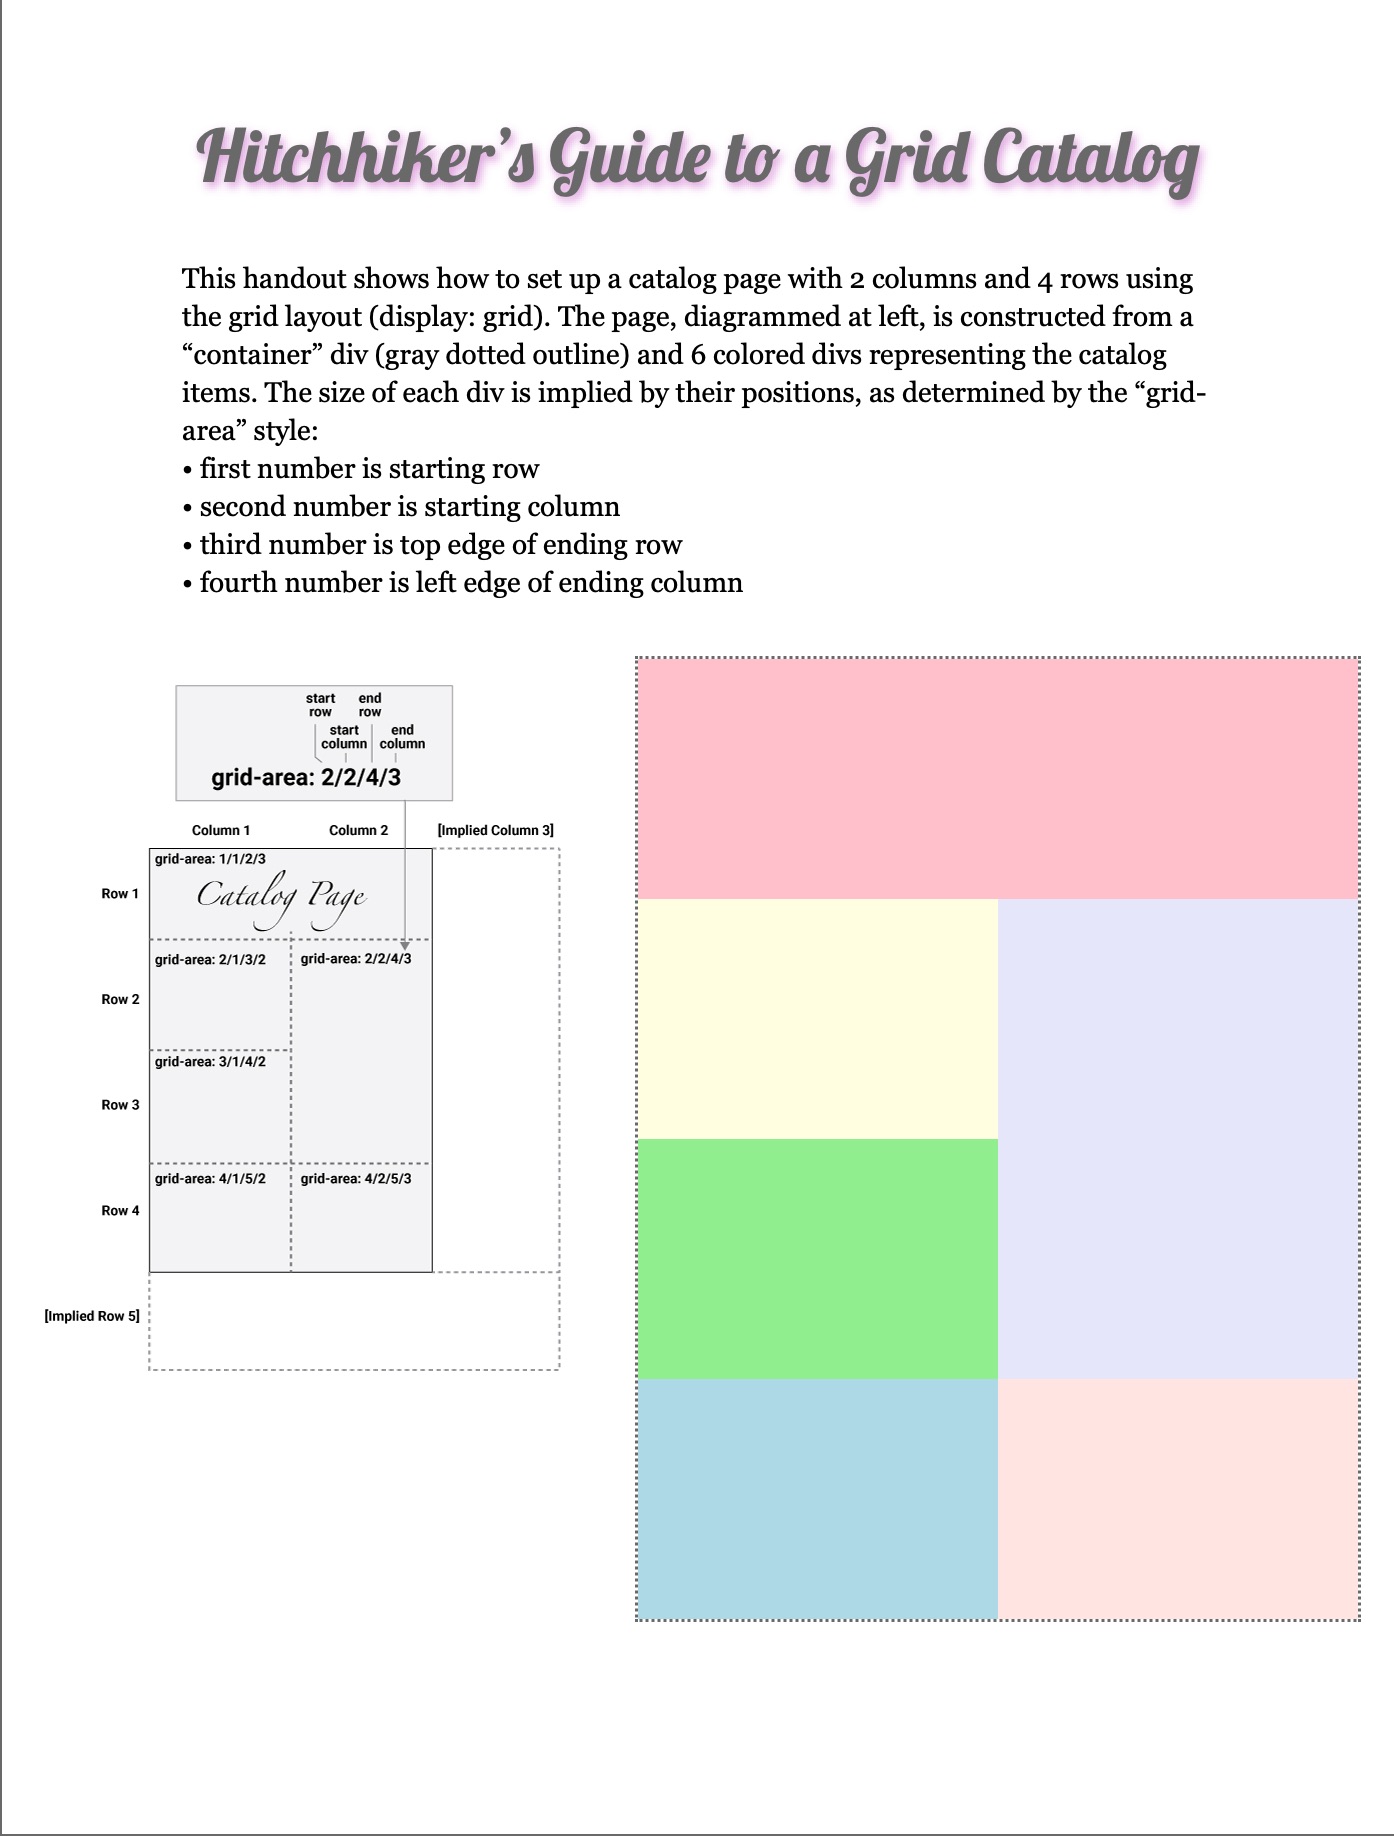 Hitchhiker’s Guide to a Grid Catalog
This handout shows how to set up a catalog page with 2 columns and 4 rows using
the grid layout (display: grid). The page, diagrammed at left, is constructed from a
“container” div (gray dotted outline) and 6 colored divs representing the catalog
items. The size of each div is implied by their positions, as determined by the “grid-
area” style:
• first number is starting row
• second number is starting column
• third number is top edge of ending row
• fourth number is left edge of ending column
start end
row row
start end
column column
grid-area: 2/2/4/3
Column 1 Column 2 [Implied Column 3]
grid-area: 1/1/2/3
Row 1 Catalog Page
grid-area: 2/1/3/2 grid-area: 2/2/4/3
Row 2
grid-area: 3/1/4/2
Row 3
grid-area: 4/1/5/2 grid-area: 4/2/5/3
Row 4
[Implied Row 5]